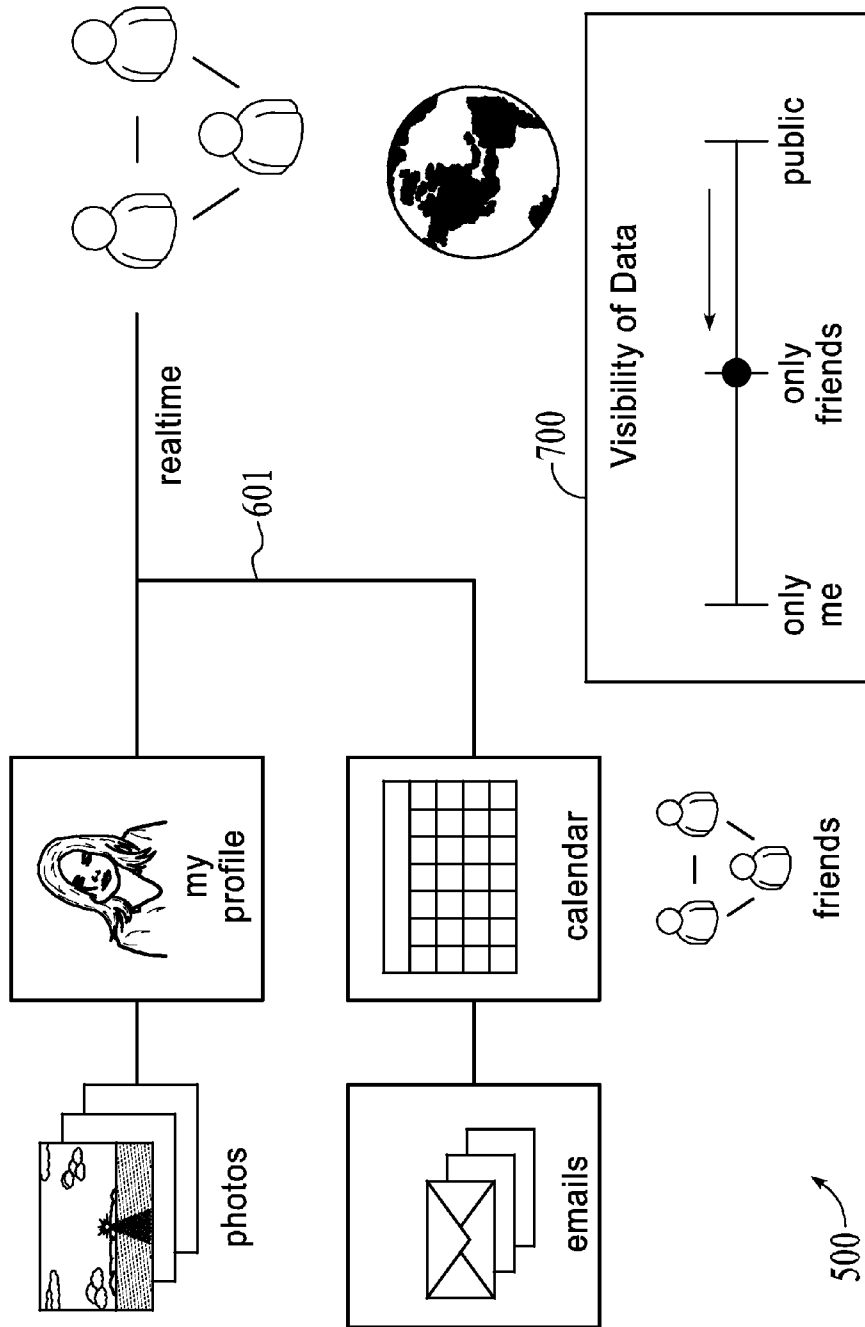 photos
my
profile
realtime
601
emails
calendar
friends
500
700
Visibility of Data
only
me
only
friends
public